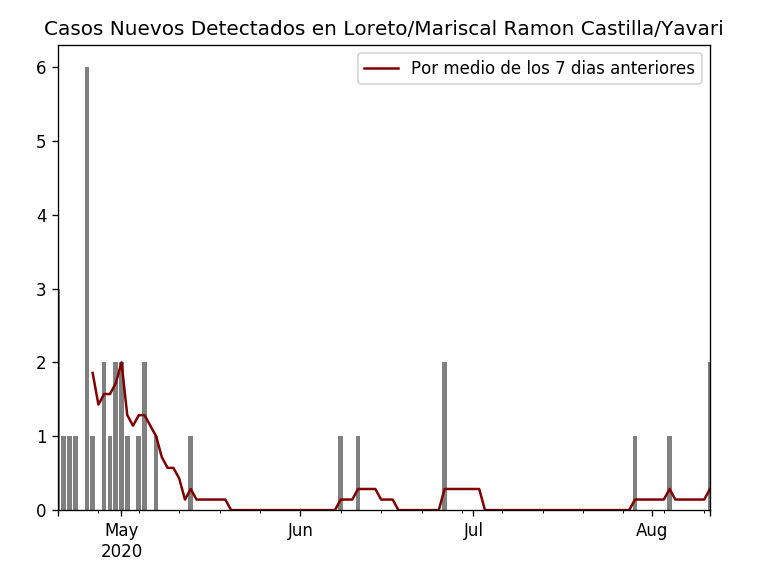 Casos Nuevos Detectados en Loreto/Mariscal Ramon Castilla/Yavari
Por medio de los 7 dias anteriores
6
5
4
3
2
1
0
May
2020
Jun
Jul
Aug